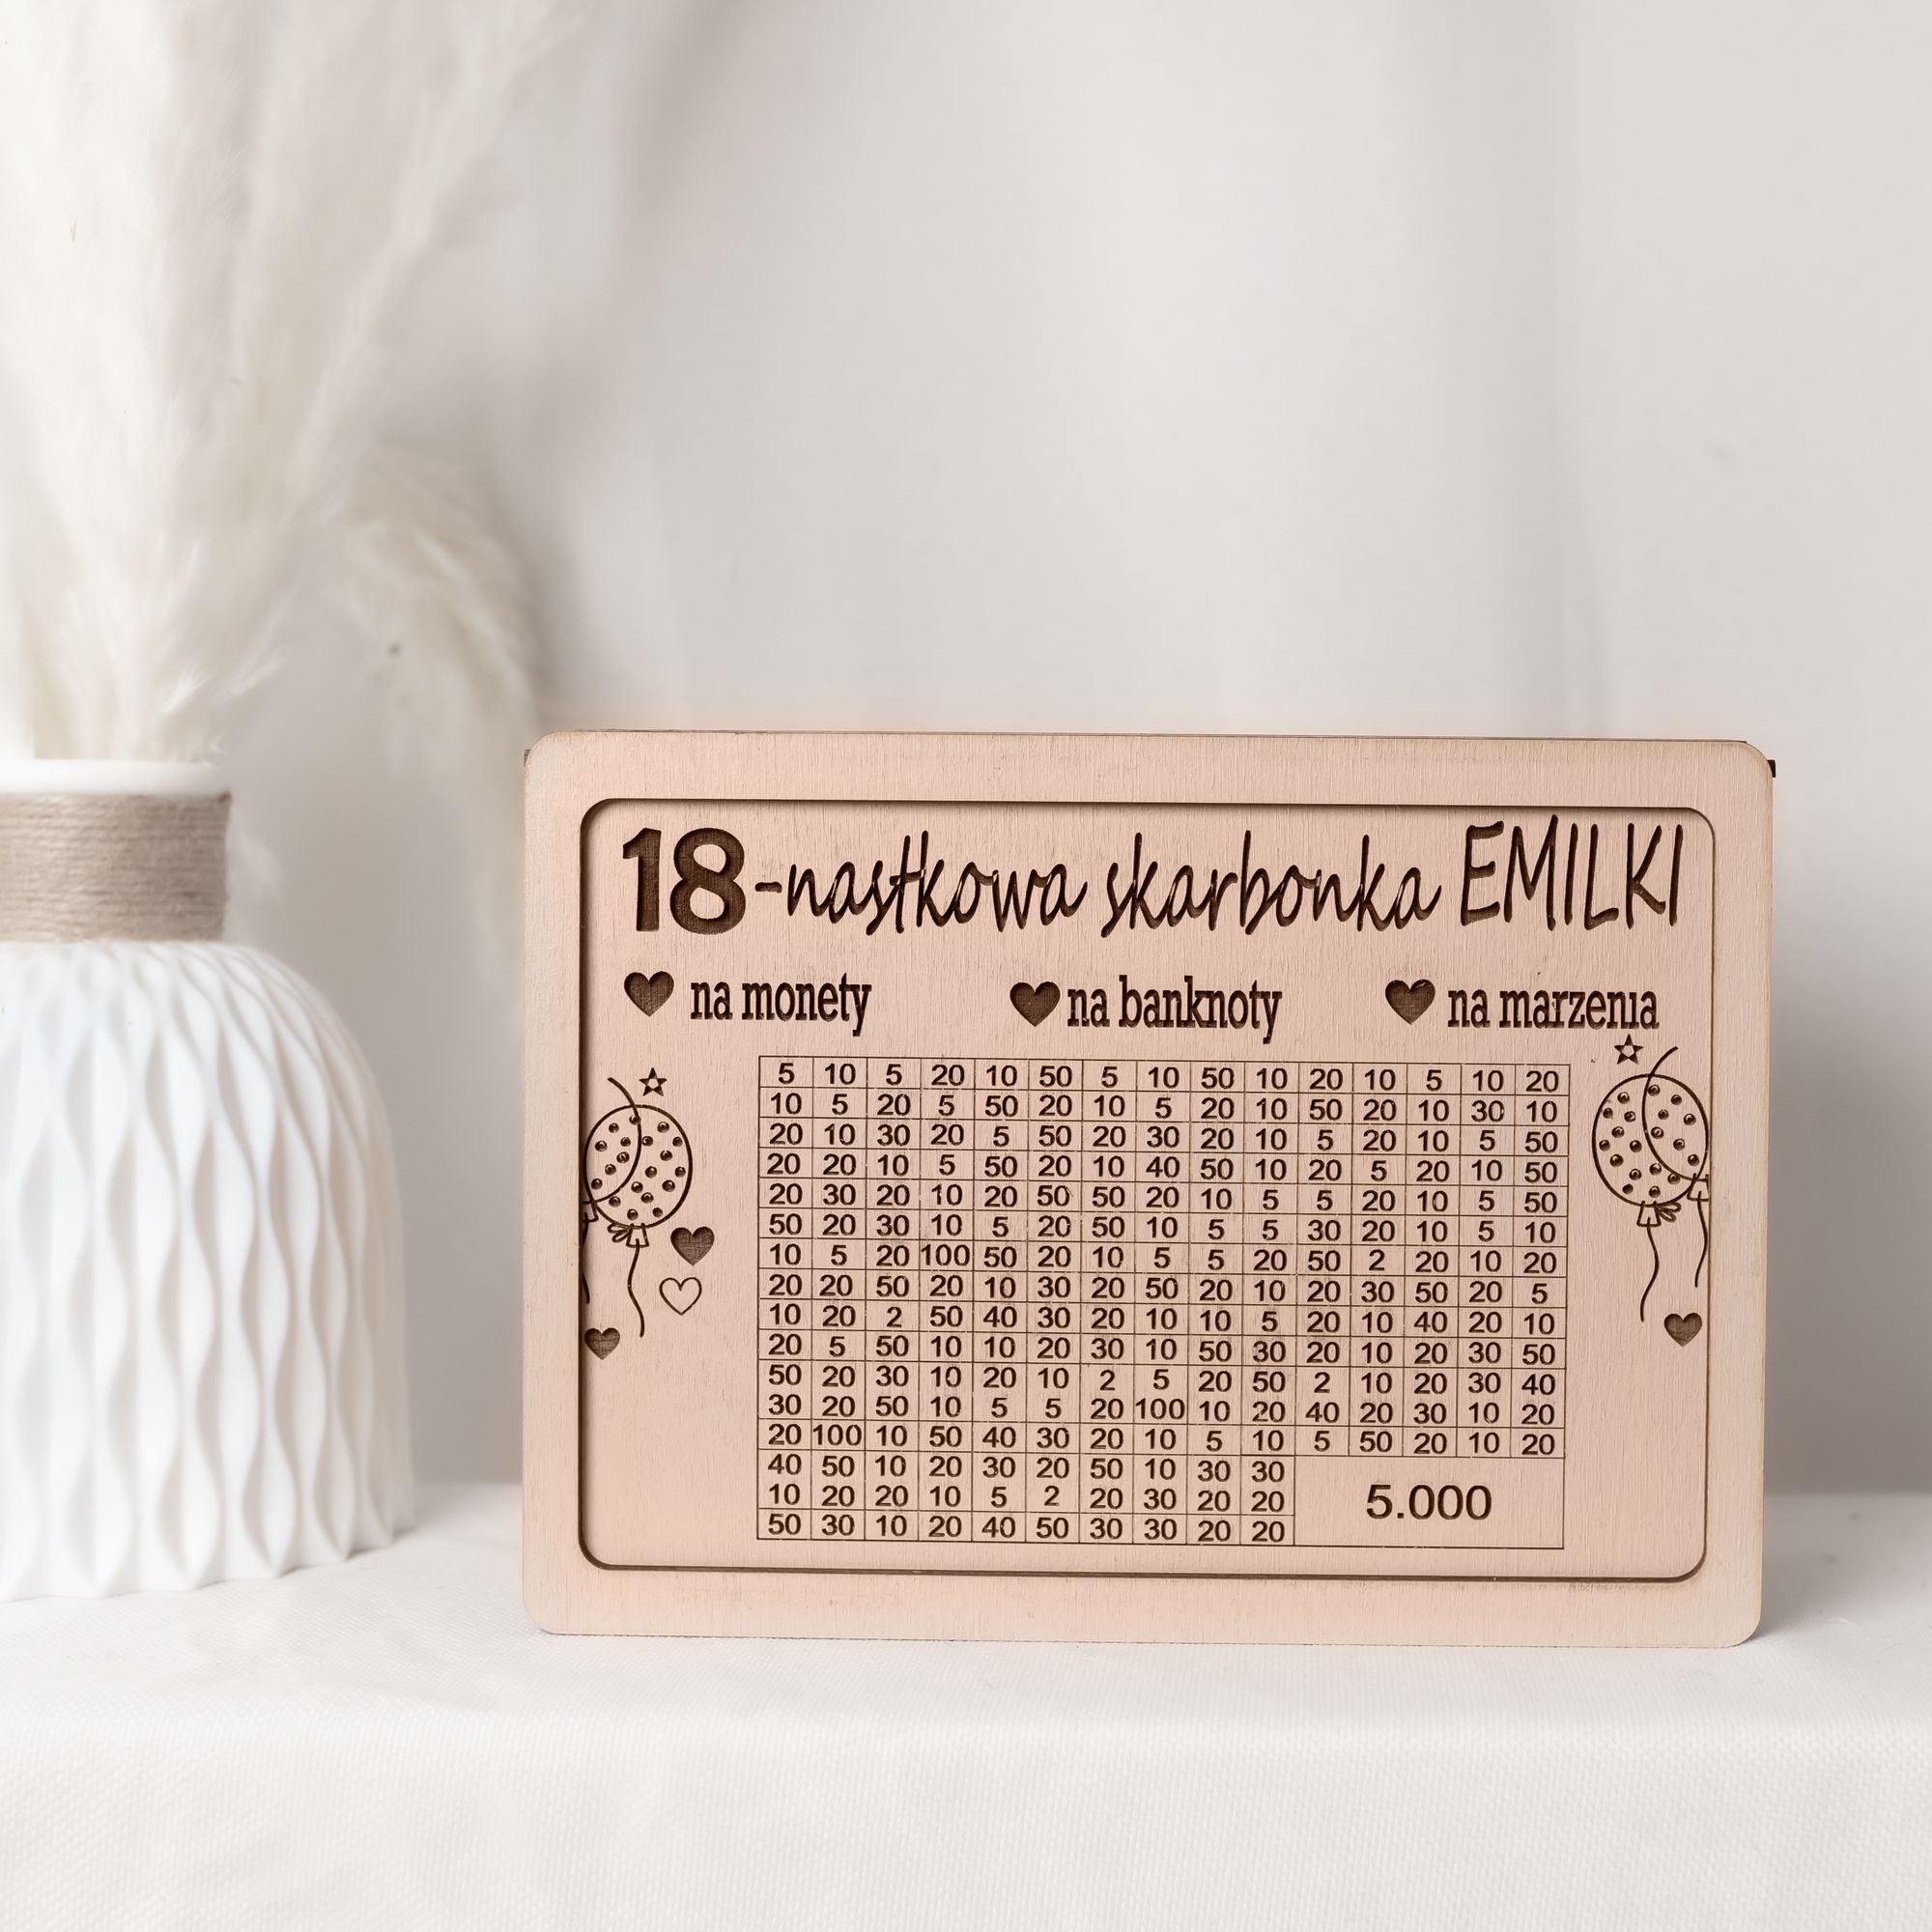 18-nastkowa skarbonka EMILKI
na monety na banknoty na marzenia
5 10 5 20 10 50 5 10 50 10 20 10 5 10 20
10 5 20 5 50 20 10 5 20 10 50 20 10 30 10
20 10 30 20 5 50 20 30 20 10 5 20 10 5 50
20 20 10 5 50 20 10 40 50 10 20 5 20 10 50
20 30 20 10 20 50 50 20 10 5 5 20 10 5 50
50 20 30 10 5 20 50 10 5 5 30 20 10 5 10
10 5 20 100 50 20 10 5 5 20 50 2 20 10 20
20 20 50 20 10 30 20 50 20 10 20 30 50 20 5
10 20 2 50 40 30 20 10 10 5 20 10 40 20 10
20 5 50 10 10 20 30 10 50 30 20 10 20 30 50
50 20 30 10 20 10 2 5 20 50 2 10 20 30 40
30 20 50 10 5 5 20 100 10 20 40 20 30 10 20
20 100 10 50 40 30 20 10 5 10 5 50 20 10 20
40 50 10 20 30 20 50 10 30 30
10 20 20 10 5 2 20 30 20 20 5.000
50 30 10 20 40 50 30 30 20 20